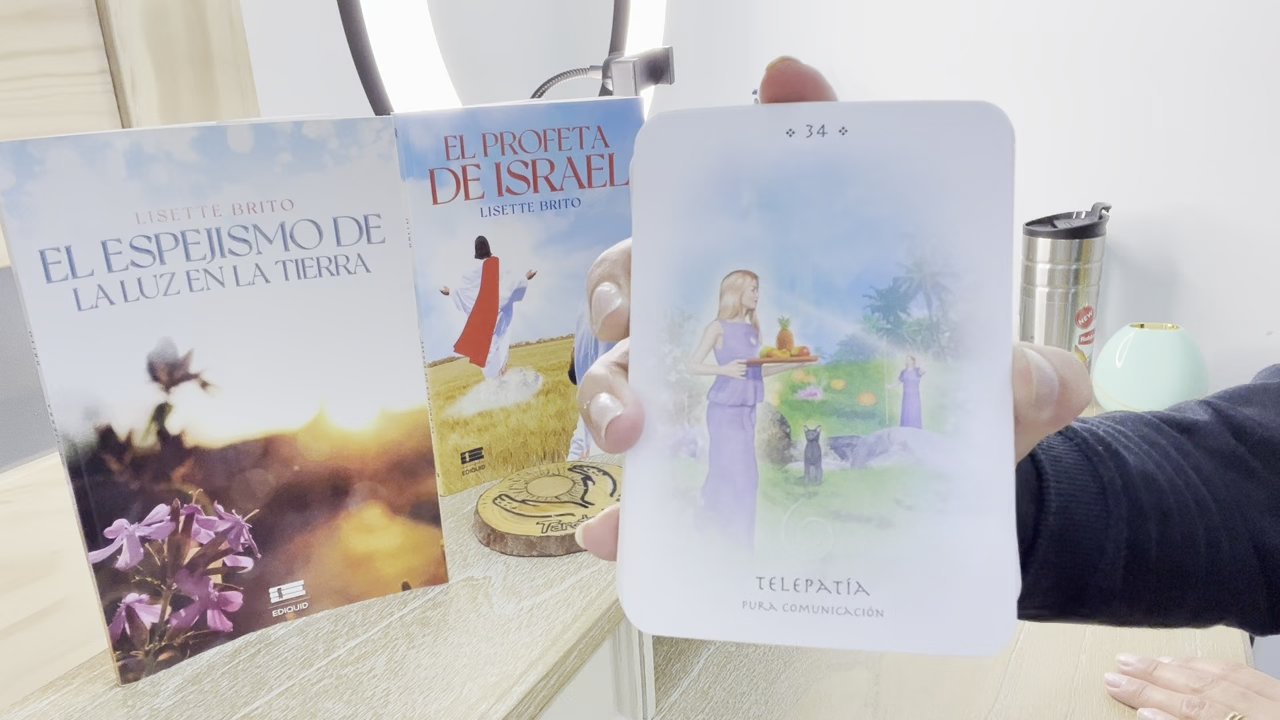 LISETTE BRITO
EL ESPEJISMO DE
LA LUZ EN LA TIERRA
EDIQUID
EL PROFETA
DE ISRAEL
LISETTE BRITO
EDIQUID
34
TELEPATÍA
PURA COMUNICACIÓN
NEW